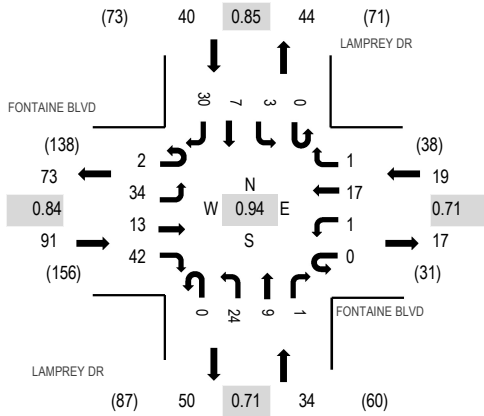 (73) 40 0.85 44 (71)
LAMPREY DR
FONTAINE BLVD
30 7 3 0
(138) (38)
73 2 1 19
34 17
0.84 W N 0.94 E S 0.71
13 1
91 42 0 17
(156) (31)
0 24 9 1
FONTAINE BLVD
LAMPREY DR
(87) 50 0.71 34 (60)